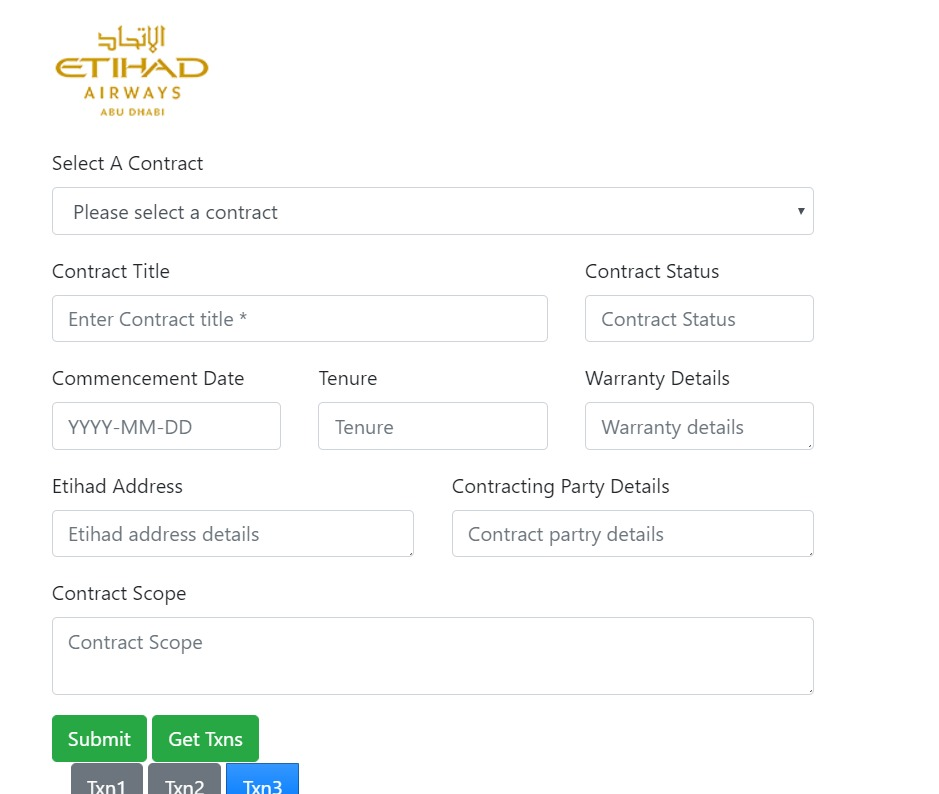 الإتحاد
ETIHAD
AIRWAYS
ABU DHABI
Select A Contract
Please select a contract
Contract Title Contract Status
Enter Contract title * Contract Status
Commencement Date Tenure Warranty Details
YYYY-MM-DD Tenure Warranty details
Etihad Address Contracting Party Details
Etihad address details Contract partry details
Contract Scope
Contract Scope
Submit Get Txns
Txn1 Txn2 Txn3